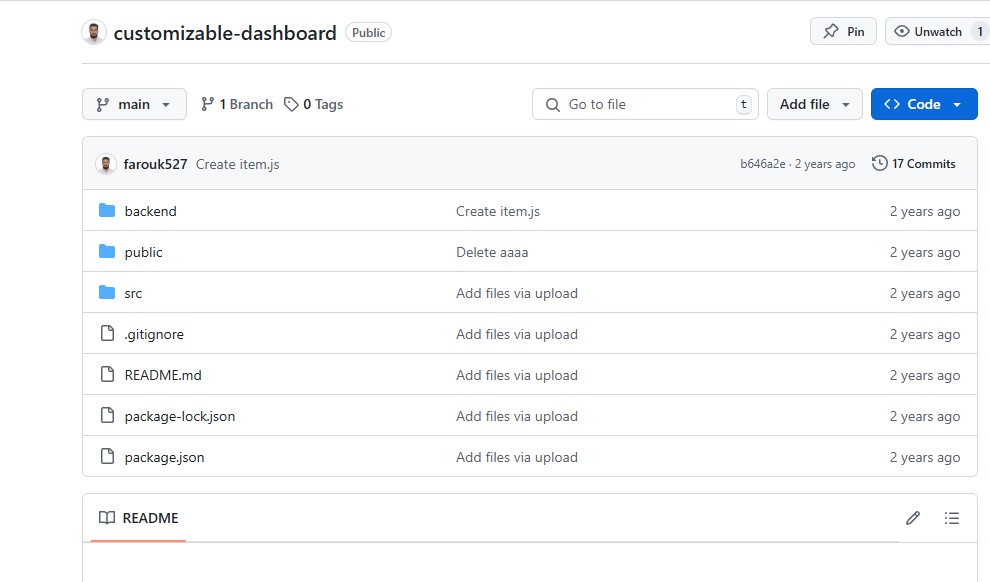 customizable-dashboard Public Pin Unwatch 1
main 1 Branch 0 Tags Go to file t Add file Code
farouk527 Create item.js b646a2e · 2 years ago 17 Commits
backend Create item.js 2 years ago
public Delete aaaa 2 years ago
src Add files via upload 2 years ago
.gitignore Add files via upload 2 years ago
README.md Add files via upload 2 years ago
package-lock.json Add files via upload 2 years ago
package.json Add files via upload 2 years ago
README